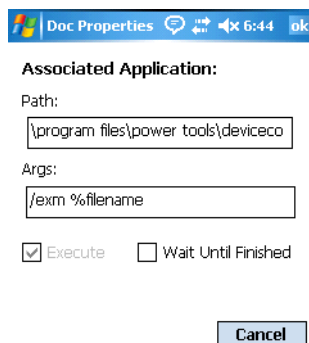 Doc Properties 6:44 ok
Associated Application:
Path:
\program files\power tools\deviceco
Args:
/exm %filename
Execute Wait Until Finished
Cancel